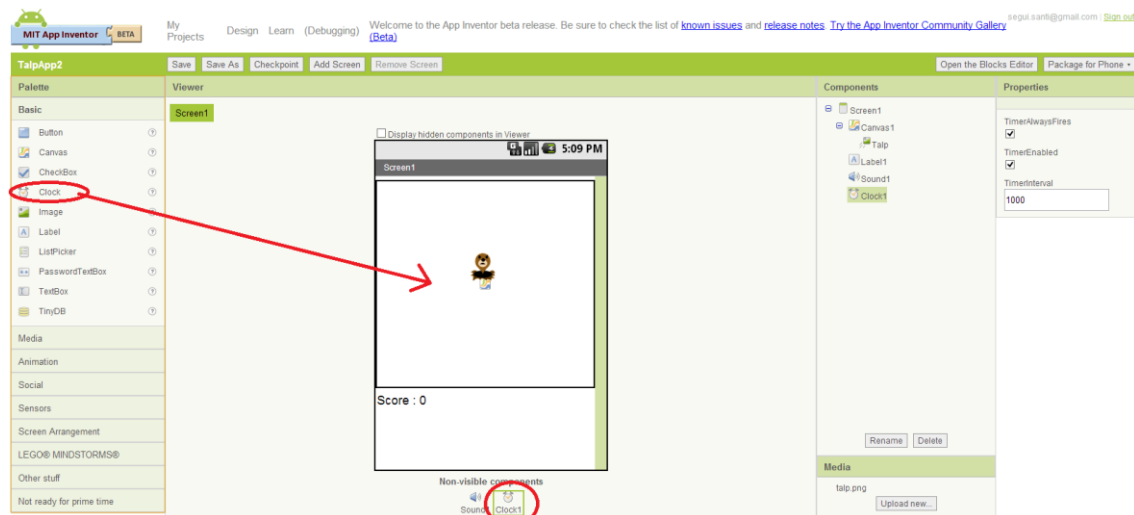 MIT App Inventor BETA
My Projects Design Learn (Debugging)
Welcome to the App Inventor beta release. Be sure to check the list of known issues and release notes. Try the App Inventor Community Gallery (Beta)
segui.santi@gmail.com | Sign out
TalpApp2
Save Save As Checkpoint Add Screen Remove Screen
Open the Blocks Editor Package for Phone
Palette
Basic
Button
Canvas
CheckBox
Clock
Image
Label
ListPicker
PasswordTextBox
TextBox
TinyDB
Media
Animation
Social
Sensors
Screen Arrangement
LEGO® MINDSTORMS®
Other stuff
Not ready for prime time
Viewer
Screen1
Display hidden components in Viewer
5:09 PM
Screen1
Score : 0
Non-visible components
Sound1 Clock1
Components
Screen1
Canvas1
Talp
Label1
Sound1
Clock1
Rename Delete
Media
talp.png
Upload new...
Properties
TimerAlwaysFires
TimerEnabled
TimerInterval
1000